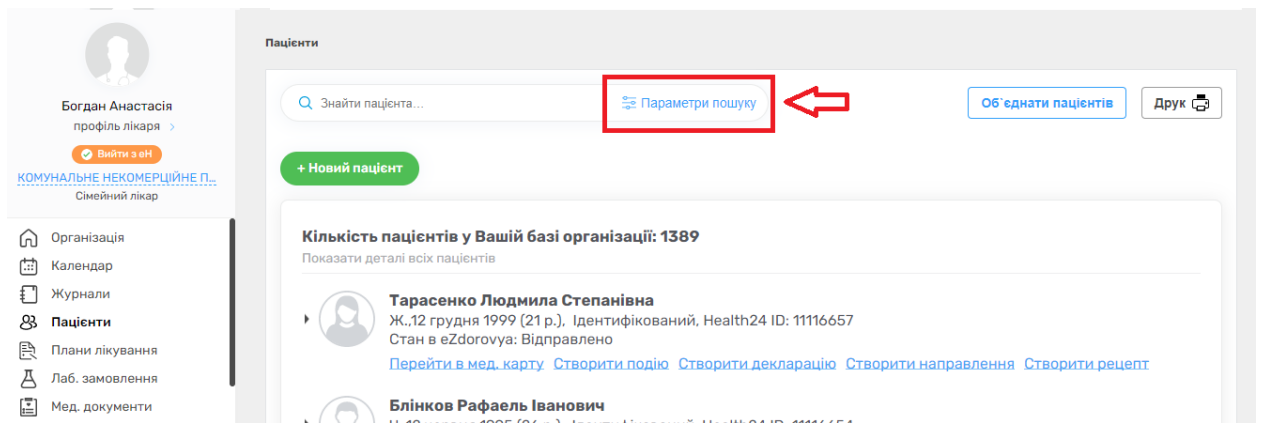 Богдан Анастасія
профіль лікаря >
Вийти з еН
КОМУНАЛЬНЕ НЕКОМЕРЦІЙНЕ П...
Сімейний лікар
Організація
Календар
Журнали
Пацієнти
Плани лікування
Лаб. замовлення
Мед. документи
Пацієнти
Знайти пацієнта...
Параметри пошуку
Об`єднати пацієнтів
Друк
+ Новий пацієнт
Кількість пацієнтів у Вашій базі організації: 1389
Показати деталі всіх пацієнтів
Тарасенко Людмила Степанівна
Ж.,12 грудня 1999 (21 р.), Ідентифікований, Health24 ID: 11116657
Стан в eZdorovya: Відправлено
Перейти в мед. карту Створити подію Створити декларацію Створити направлення Створити рецепт
Блінков Рафаель Іванович